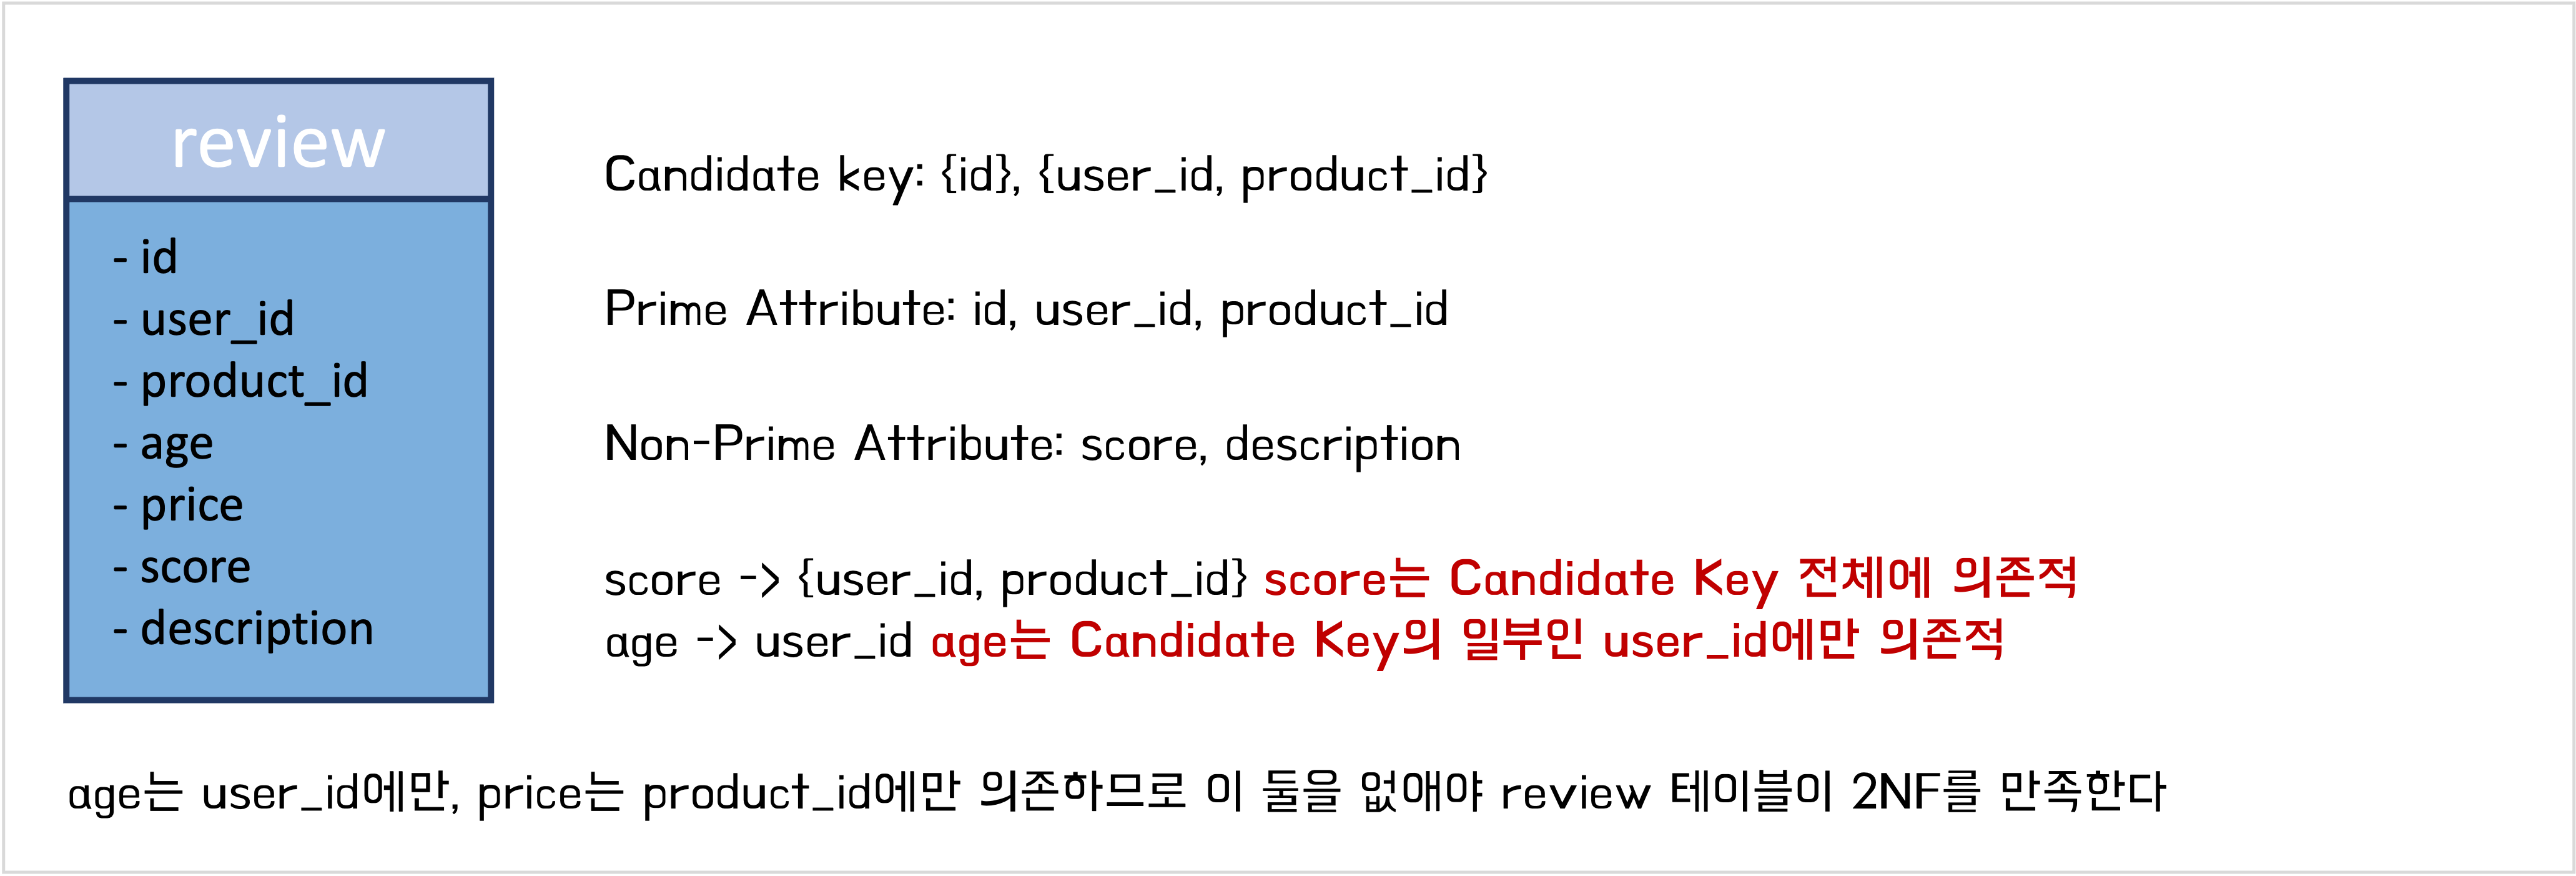 review
- id
- user_id
- product_id
- age
- price
- score
- description
Candidate key: {id}, {user_id, product_id}
Prime Attribute: id, user_id, product_id
Non-Prime Attribute: score, description
score -> {user_id, product_id} score는 Candidate Key 전체에 의존적
age -> user_id age는 Candidate Key의 일부인 user_id에만 의존적
age는 user_id에만, price는 product_id에만 의존하므로 이 둘을 없애야 review 테이블이 2NF를 만족한다